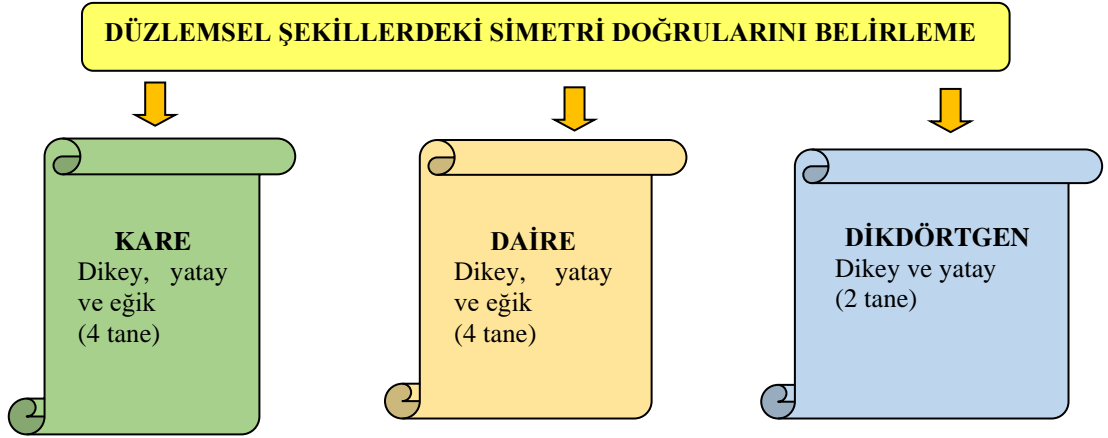 DÜZLEMSEL ŞEKİLLERDEKİ SİMETRİ DOĞRULARINI BELİRLEME
KARE
Dikey, yatay
ve eğik
(4 tane)
DAİRE
Dikey, yatay
ve eğik
(4 tane)
DİKDÖRTGEN
Dikey ve yatay
(2 tane)